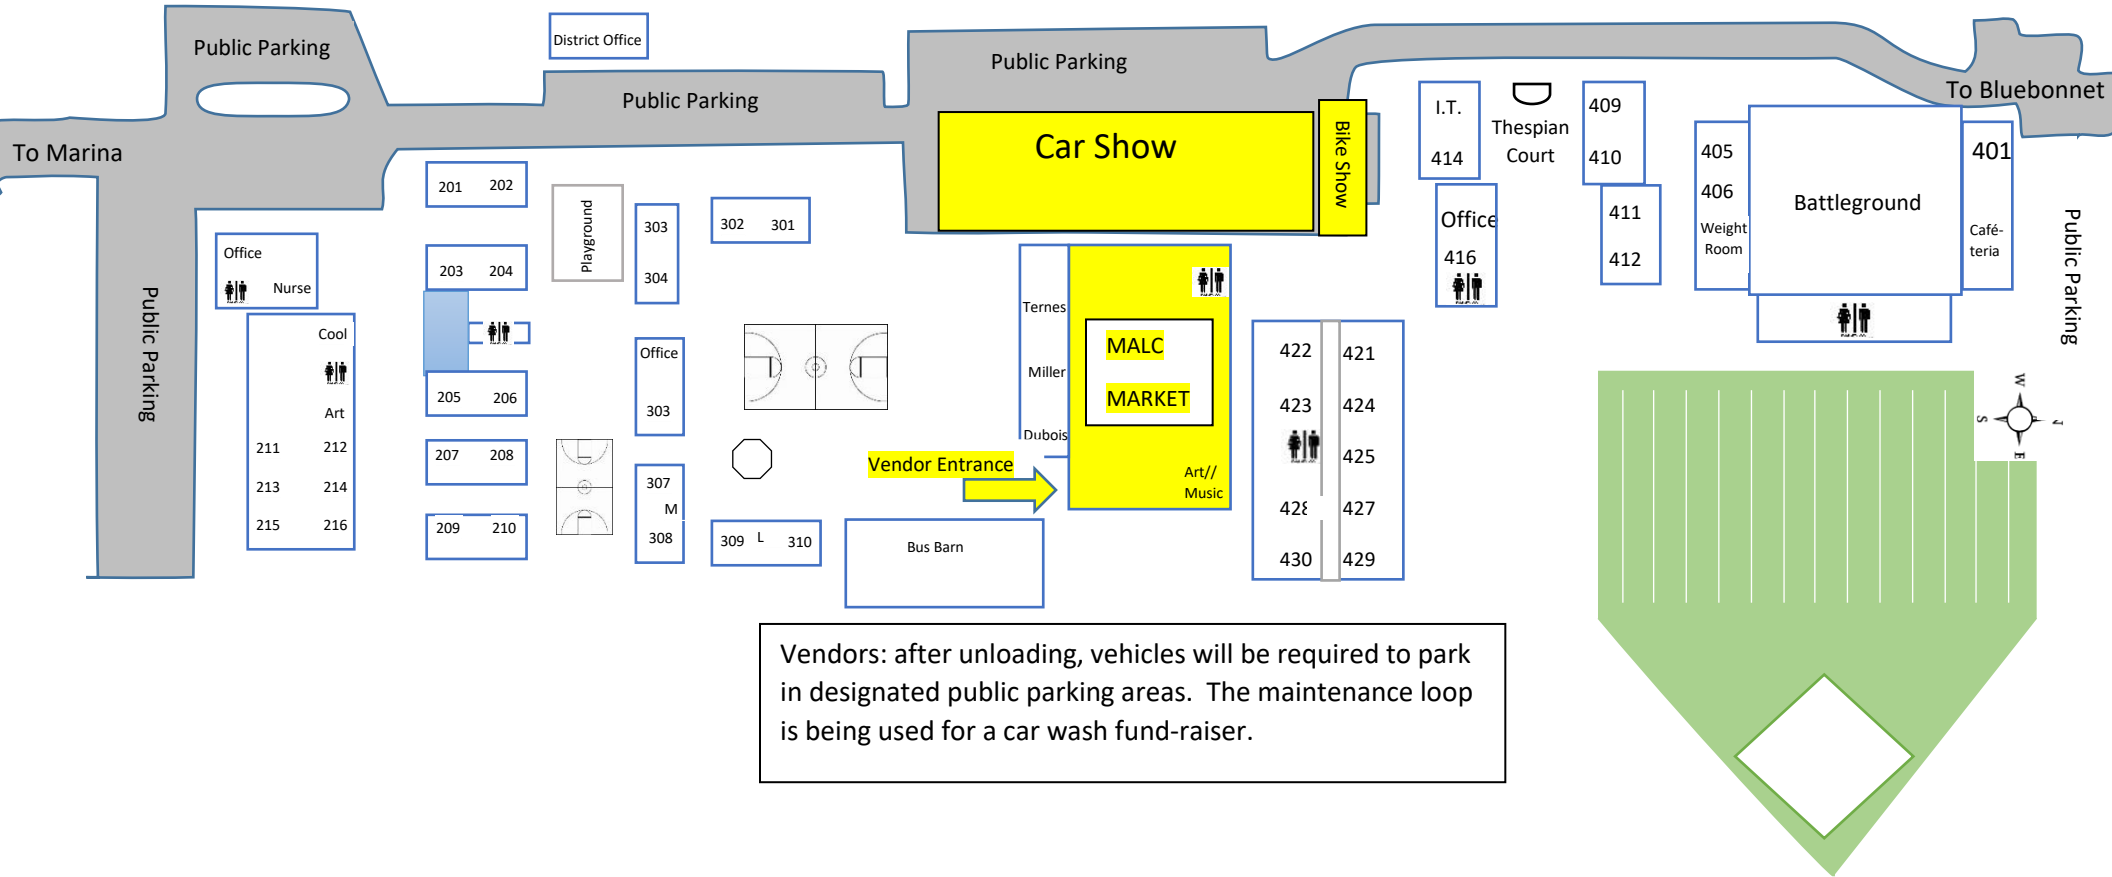 Public Parking
District Office
Public Parking
Public Parking
To Bluebonnet
To Marina
Car Show
Bike Show
I.T.
414
Thespian
Court
409
410
405
406
Weight
Room
Battleground
401
Café-
teria
Public Parking
201 202
Playground
303
304
302 301
Office
416
411
412
Office
Nurse
203 204
Public Parking
Cool
Art
211 212
213 214
215 216
205 206
207 208
209 210
Office
303
307
M
308
309 L 310
Ternes
Miller
Dubois
MALC
MARKET
Vendor Entrance
Art//
Music
Bus Barn
422 421
423 424
425
428 427
430 429
W
S
E
Vendors: after unloading, vehicles will be required to park
in designated public parking areas. The maintenance loop
is being used for a car wash fund-raiser.